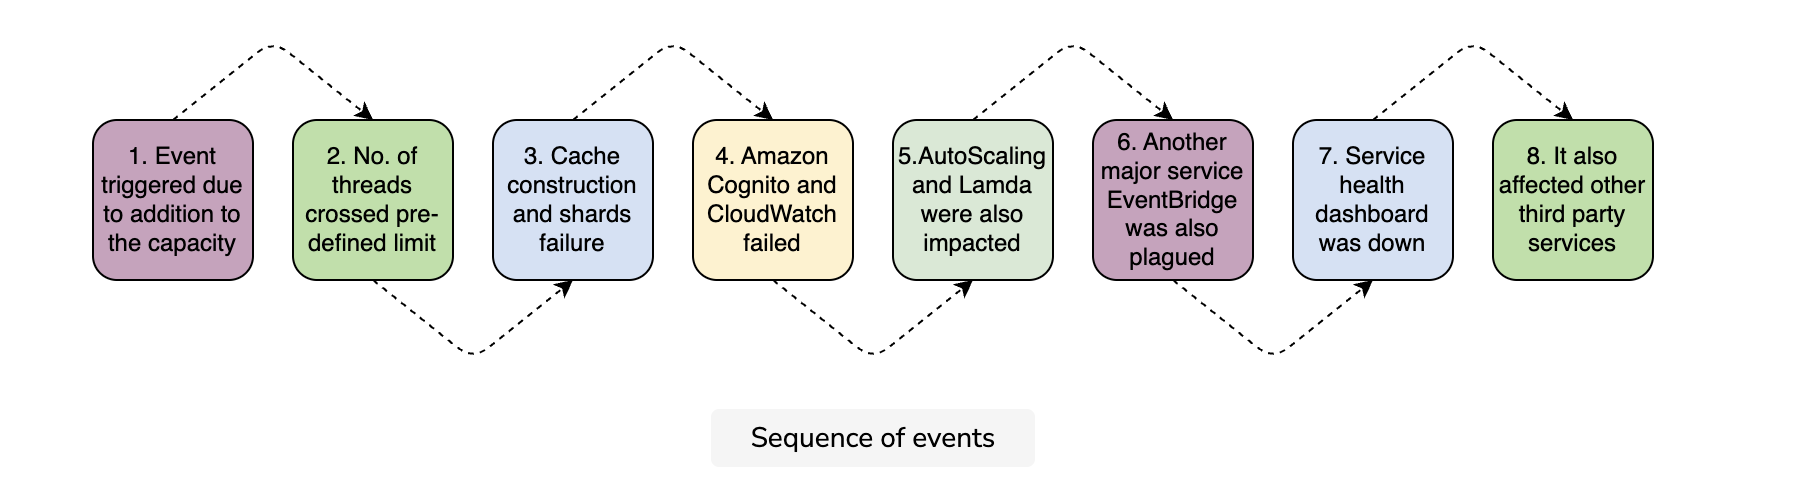 1. Event
triggered due
to addition to
the capacity
2. No. of
threads
crossed pre-
defined limit
3. Cache
construction
and shards
failure
4. Amazon
Cognito and
CloudWatch
failed
5.AutoScaling
and Lamda
were also
impacted
6. Another
major service
EventBridge
was also
plagued
7. Service
health
dashboard
was down
8. It also
affected other
third party
services
Sequence of events